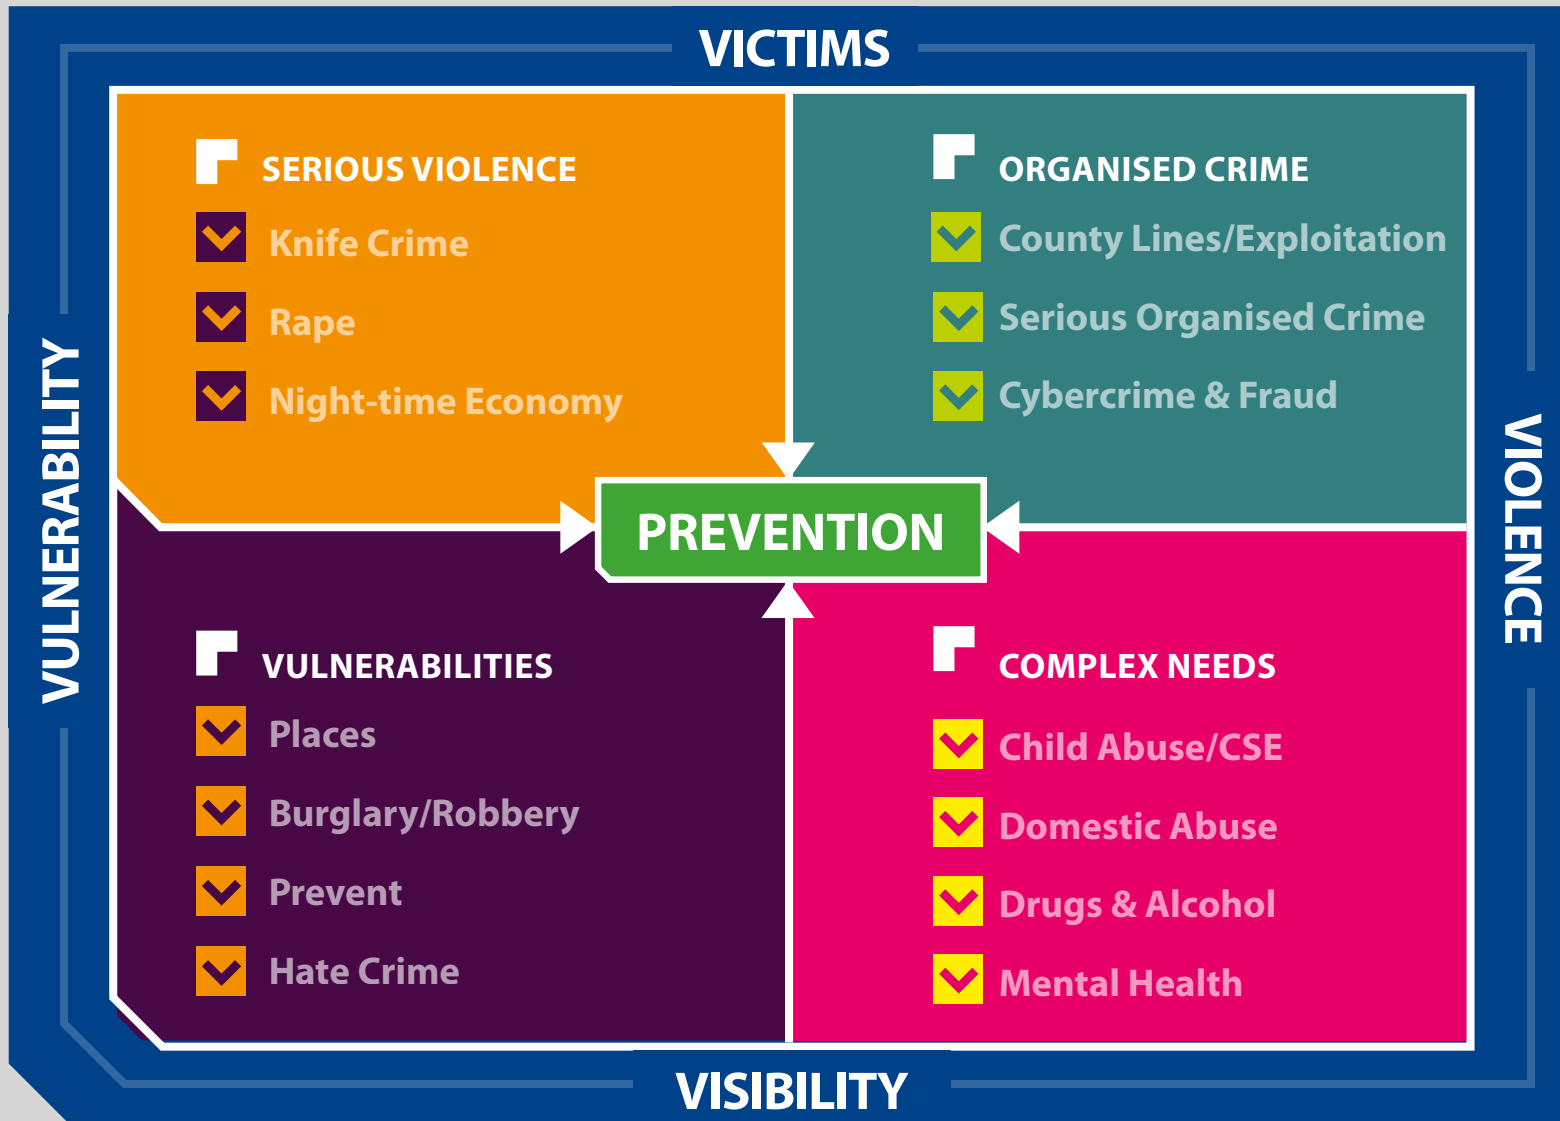 VICTIMS
SERIOUS VIOLENCE
Knife Crime
Rape
Night-time Economy
ORGANISED CRIME
County Lines/Exploitation
Serious Organised Crime
Cybercrime & Fraud
VULNERABILITY
PREVENTION
VIOLENCE
VULNERABILITIES
Places
Burglary/Robbery
Prevent
Hate Crime
COMPLEX NEEDS
Child Abuse/CSE
Domestic Abuse
Drugs & Alcohol
Mental Health
VISIBILITY